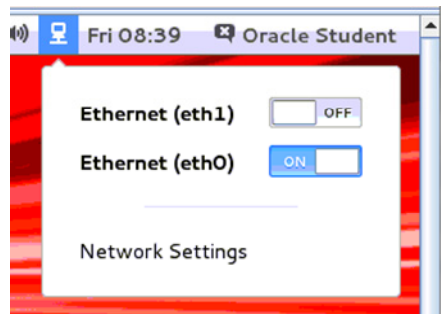 Fri 08:39 Oracle Student
Ethernet (eth1) OFF
Ethernet (eth0) ON
Network Settings